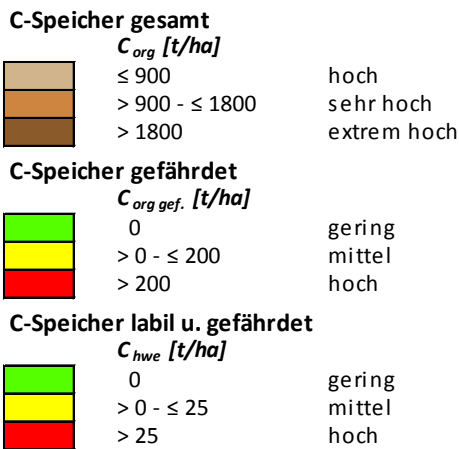 C-Speicher gesamt
C org [t/ha]
≤ 900 hoch
> 900 - ≤ 1800 sehr hoch
> 1800 extrem hoch
C-Speicher gefährdet
C org gef. [t/ha]
0 gering
> 0 - ≤ 200 mittel
> 200 hoch
C-Speicher labil u. gefährdet
C hwe [t/ha]
0 gering
> 0 - ≤ 25 mittel
> 25 hoch